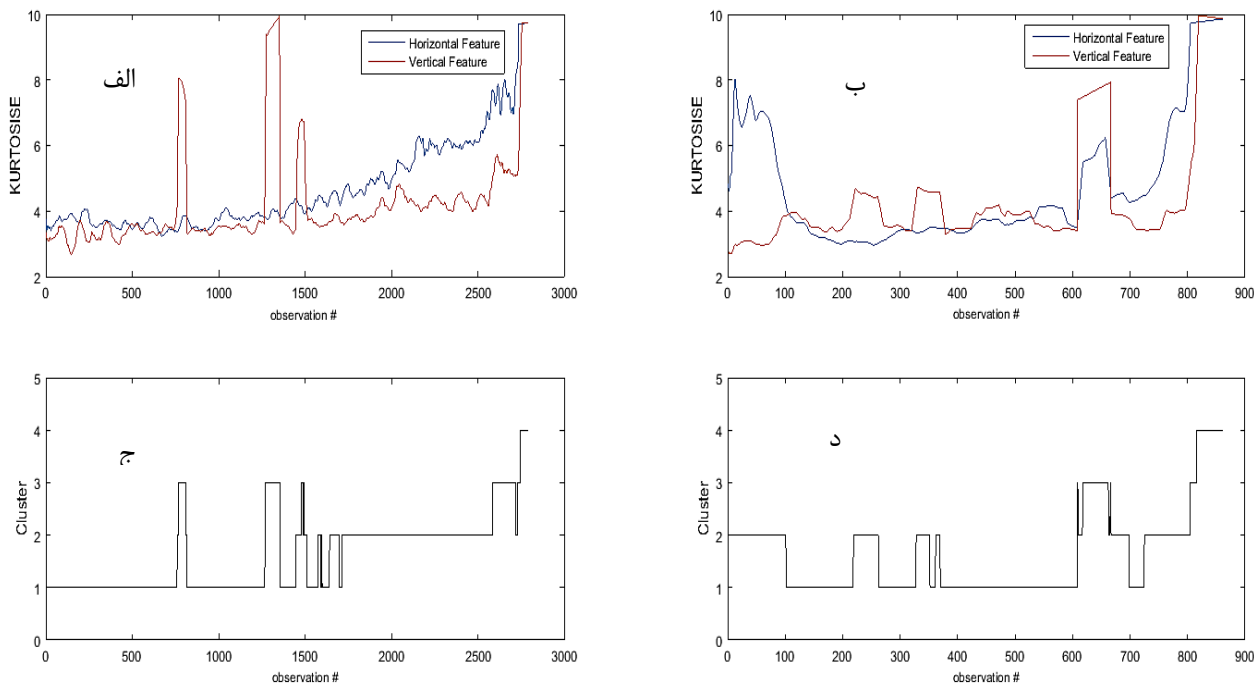 10
8
6
4
2
KURTOSISE
الف
Horizontal Feature
Vertical Feature
0 500 1000 1500 2000 2500 3000
observation #
10
8
6
4
2
KURTOSISE
ب
Horizontal Feature
Vertical Feature
0 100 200 300 400 500 600 700 800 900
observation #
5
4
3
2
1
0
Cluster
ج
0 500 1000 1500 2000 2500 3000
observation #
5
4
3
2
1
0
Cluster
د
0 100 200 300 400 500 600 700 800 900
observation #